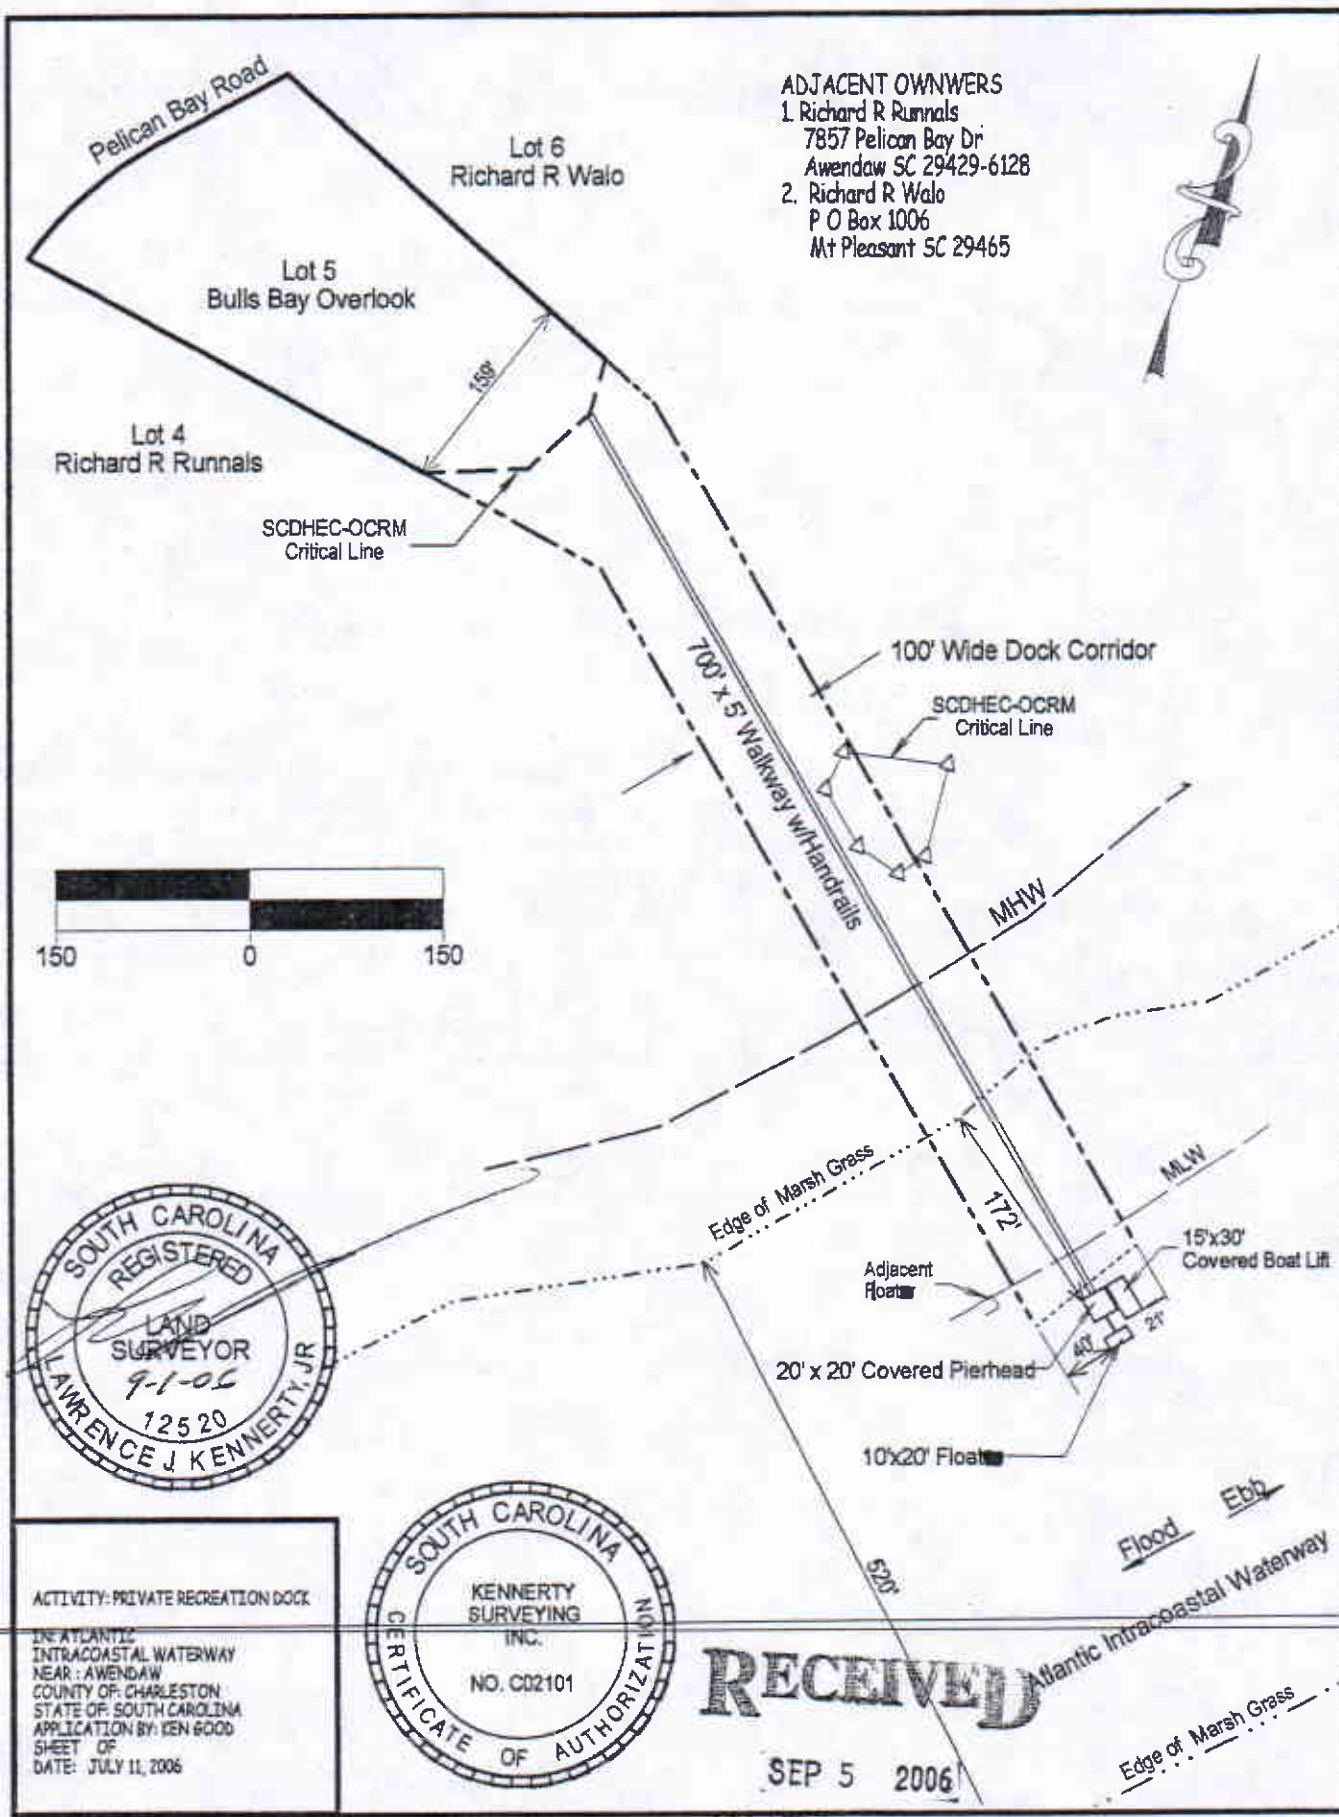 Pelican Bay Road
Lot 6
Richard R Walo
ADJACENT OWNWERS
1. Richard R Runnals
7857 Pelican Bay Dr
Awendaw SC 29429-6128
2. Richard R Walo
P O Box 1006
Mt Pleasant SC 29465
Lot 5
Bulls Bay Overlook
159'
Lot 4
Richard R Runnals
SCDHEC-OCRM
Critical Line
700' x 5' Walkway w/Handrails
100' Wide Dock Corridor
SCDHEC-OCRM
Critical Line
150 0 150
MHW
Edge of Marsh Grass
172'
MLW
15'x30'
Covered Boat Lift
Adjacent
21'
40'
20' x 20' Covered Pierhead
10'x20'
Ebb
Flood
Atlantic Intracoastal Waterway
520'
Edge of Marsh Grass
SOUTH CAROLINA
REGISTERED
LAND
SURVEYOR
12520
LAWRENCE J. KENNERTY, JR
SOUTH CAROLINA
KENNERTY
SURVEYING
INC.
NO. C02101
CERTIFICATE OF AUTHORIZATION
ACTIVITY: PRIVATE RECREATION DOCK
IN: ATLANTIC
INTRACOASTAL WATERWAY
NEAR : AWENDAW
COUNTY OF: CHARLESTON
STATE OF: SOUTH CAROLINA
APPLICATION BY: KEN GOOD
SHEET OF
DATE: JULY 11, 2006
RECEIVED
SEP 5 2006